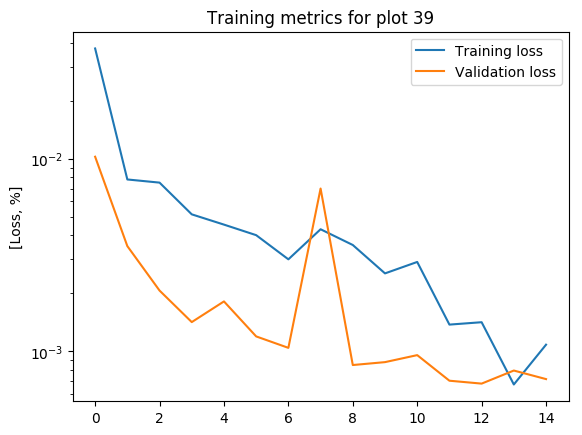 Training metrics for plot 39
Training loss
Validation loss
[Loss, %]
10⁻²
10⁻³
0 2 4 6 8 10 12 14